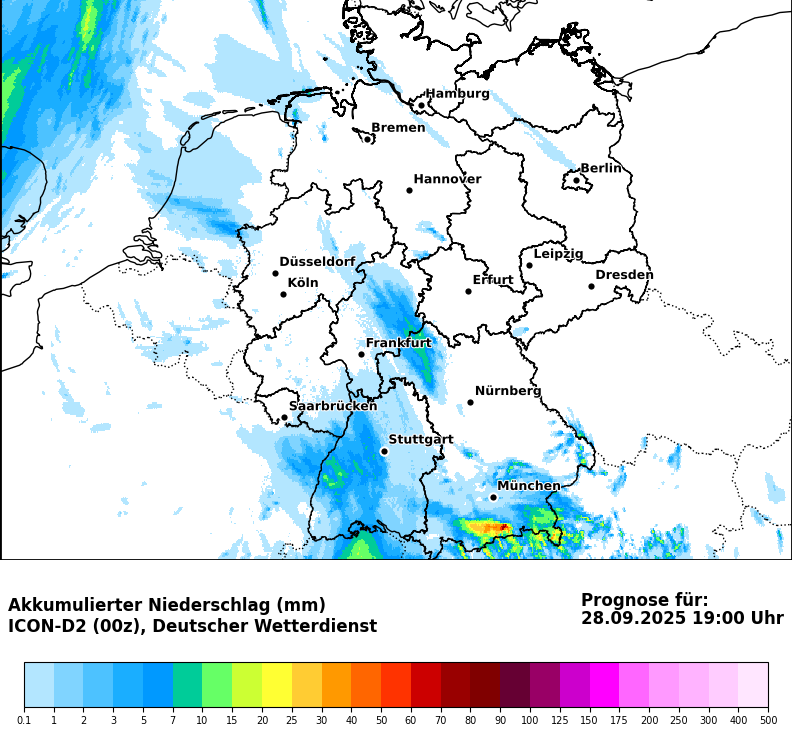 Hamburg
Bremen
Berlin
Hannover
Leipzig
Düsseldorf
Dresden
Köln
Erfurt
Frankfurt
Nürnberg
Saarbrücken
Stuttgart
München
Akkumulierter Niederschlag (mm)
ICON-D2 (00z), Deutscher Wetterdienst
Prognose für:
28.09.2025 19:00 Uhr
0.1 1 2 3 5 7 10 15 20 25 30 40 50 60 70 80 90 100 125 150 175 200 250 300 400 500